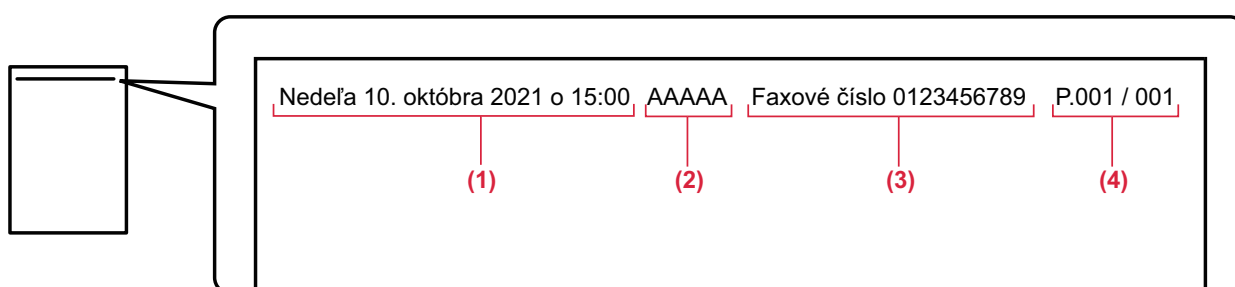 Nedeľa 10. októbra 2021 o 15:00 AAAAA Faxové číslo 0123456789 P.001 / 001
(1) (2) (3) (4)